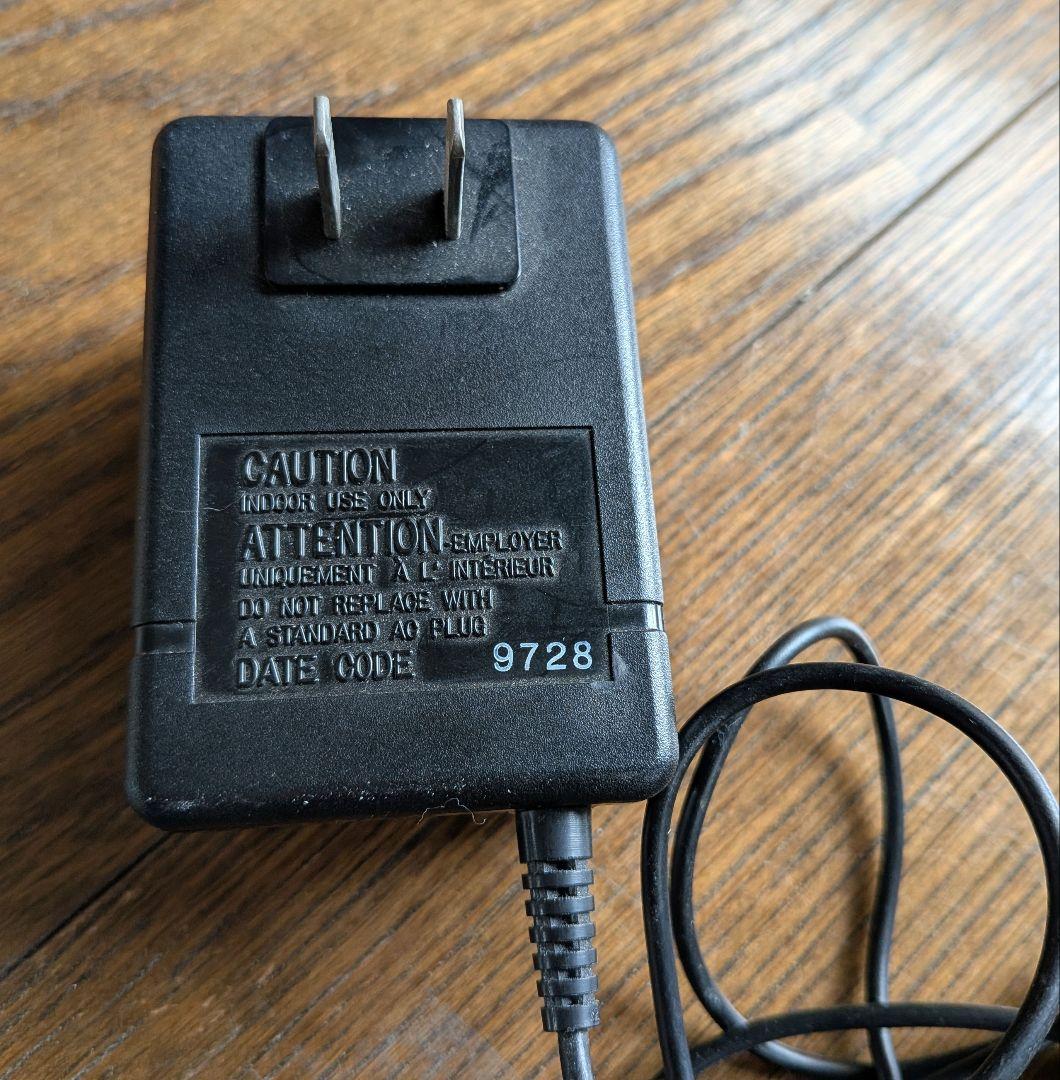 CAUTION
INDOOR USE ONLY
ATTENTION-EMPLOYER
UNIQUEMENT À L' INTÉRIEUR
DO NOT REPLACE WITH
A STANDARD AC PLUG
DATE CODE 9728